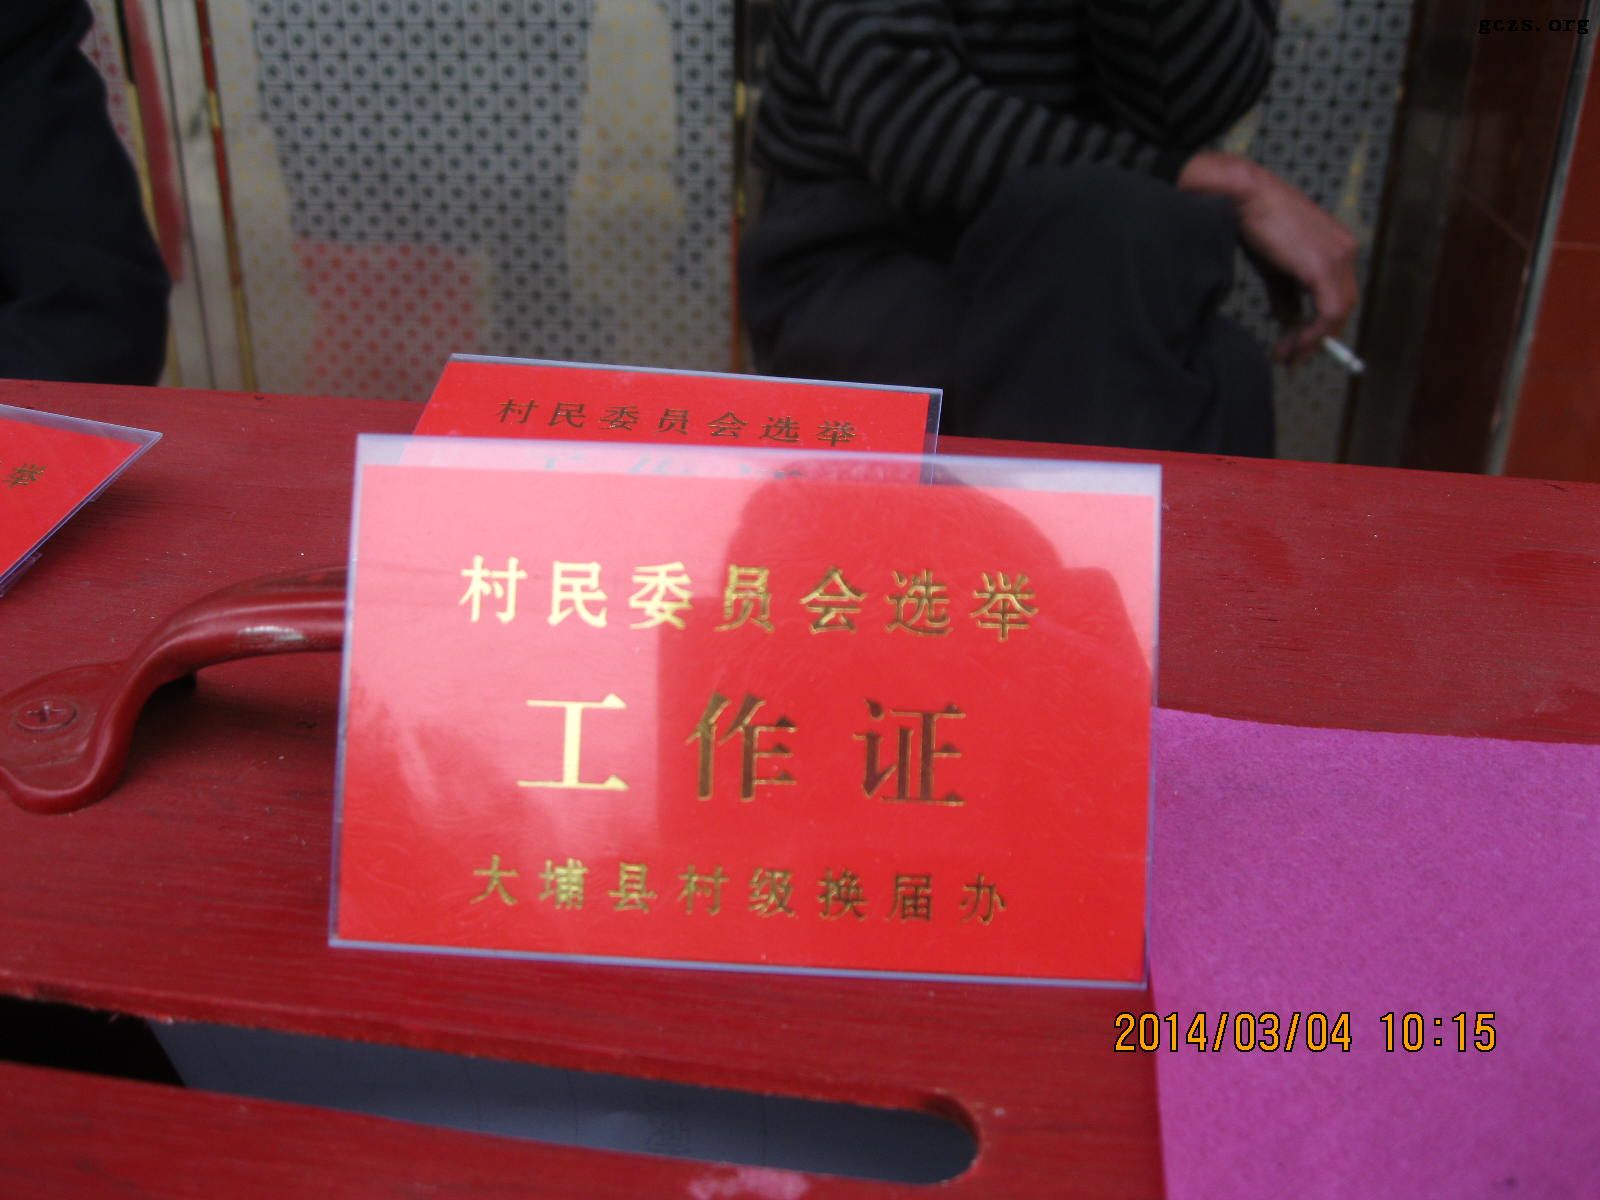 gczs.org
村民委员会选举
举
村民委员会选举
工作证
大埔县村级换届办
2014/03/04 10:15